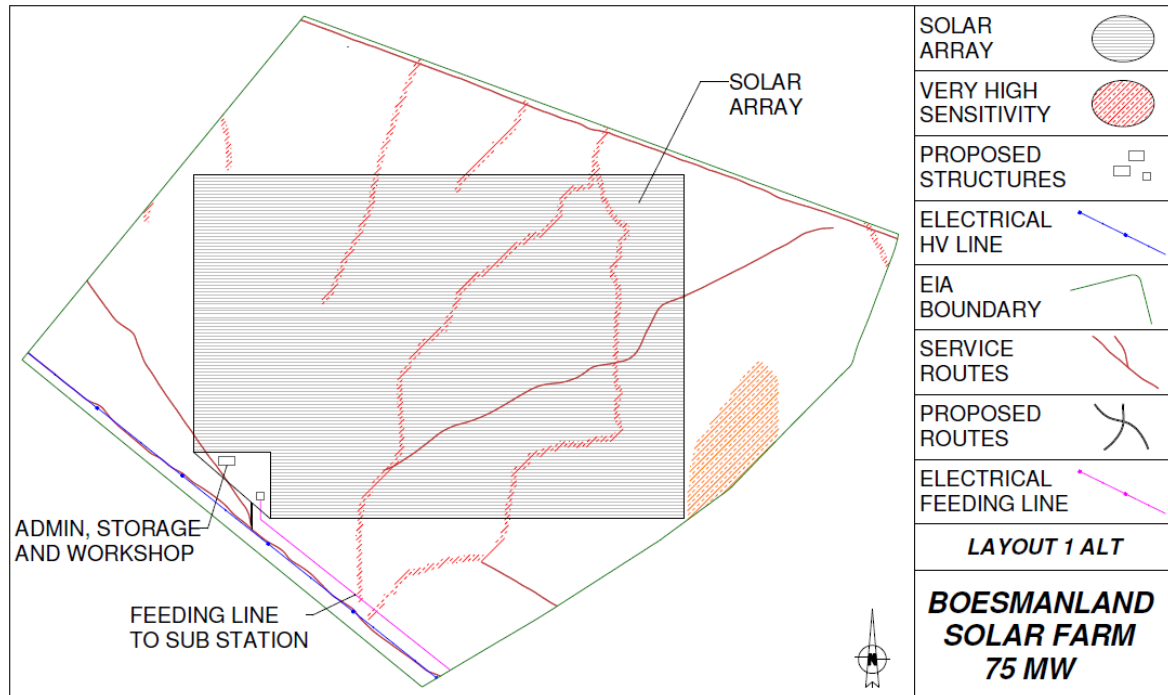 SOLAR
ARRAY
ADMIN, STORAGE
AND WORKSHOP
FEEDING LINE
TO SUB STATION
N
SOLAR
ARRAY
VERY HIGH
SENSITIVITY
PROPOSED
STRUCTURES
ELECTRICAL
HV LINE
EIA
BOUNDARY
SERVICE
ROUTES
PROPOSED
ROUTES
ELECTRICAL
FEEDING LINE
LAYOUT 1 ALT
BOESMANLAND
SOLAR FARM
75 MW